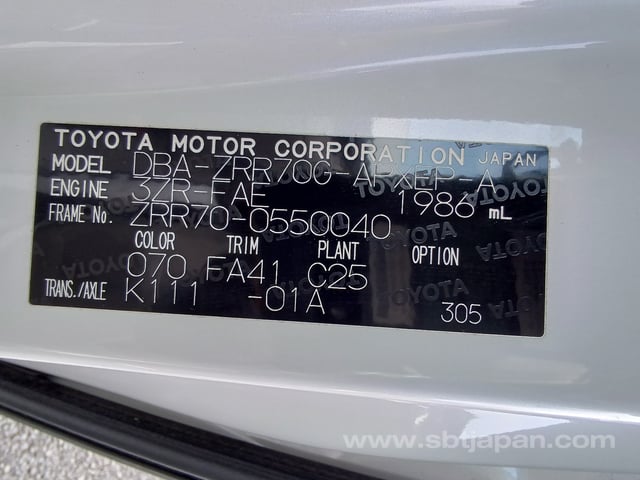 TOYOTA MOTOR CORPORATION JAPAN
MODEL DBA-ZRR70G-APXEP A
ENGINE 3ZR-FAE 1986 mL
FRAME No. ZRR70-0550040
COLOR TRIM PLANT OPTION
070 FA41 C25
TRANS./AXLE K111 -01A
305
www.sbtjapan.com